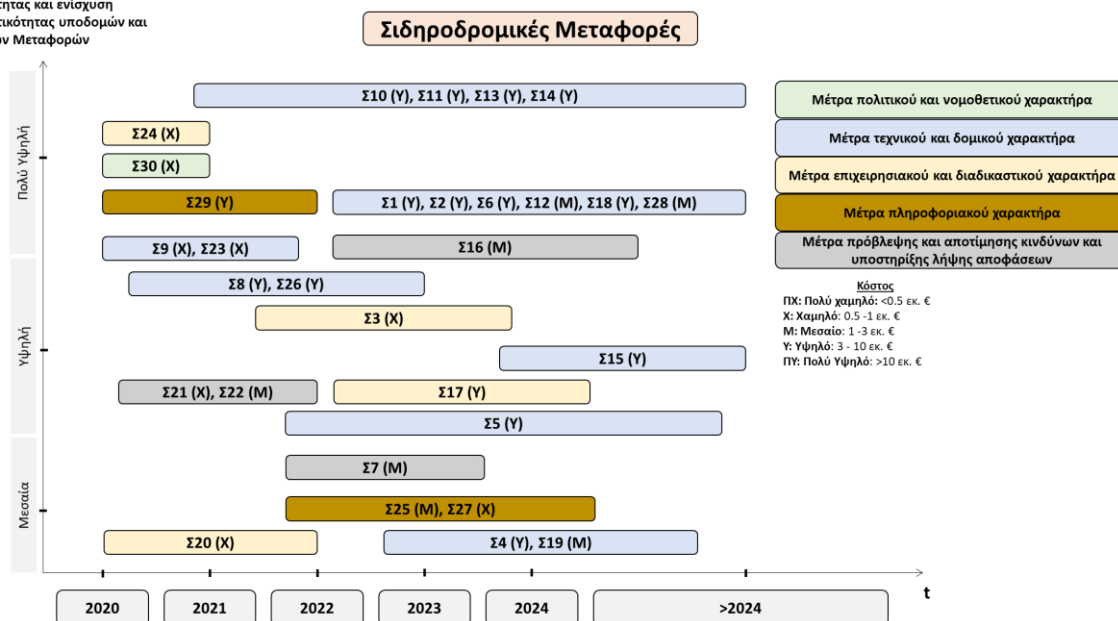 τητας και ενίσχυση
τικότητας υποδομών και
ών Μεταφορών
Σιδηροδρομικές Μεταφορές
Πολύ Υψηλή
Υψηλή
Μεσαία
Σ10 (Υ), Σ11 (Υ), Σ13 (Υ), Σ14 (Υ)
Σ24 (Χ)
Σ30 (Χ)
Σ29 (Υ)
Σ1 (Υ), Σ2 (Υ), Σ6 (Υ), Σ12 (Μ), Σ18 (Υ), Σ28 (Μ)
Σ9 (Χ), Σ23 (Χ)
Σ16 (Μ)
Σ8 (Υ), Σ26 (Υ)
Σ3 (Χ)
Σ15 (Υ)
Σ21 (Χ), Σ22 (Μ)
Σ17 (Υ)
Σ5 (Υ)
Σ7 (Μ)
Σ25 (Μ), Σ27 (Χ)
Σ20 (Χ)
Σ4 (Υ), Σ19 (Μ)
t
2020
2021
2022
2023
2024
>2024
Μέτρα πολιτικού και νομοθετικού χαρακτήρα
Μέτρα τεχνικού και δομικού χαρακτήρα
Μέτρα επιχειρησιακού και διαδικαστικού χαρακτήρα
Μέτρα πληροφοριακού χαρακτήρα
Μέτρα πρόβλεψης και αποτίμησης κινδύνων και
υποστηρίξης λήψης αποφάσεων
Κόστος
ΠΧ: Πολύ χαμηλό: <0.5 εκ. €
Χ: Χαμηλό: 0.5 -1 εκ. €
Μ: Μεσαίο: 1 -3 εκ. €
Υ: Υψηλό: 3 - 10 εκ. €
ΠΥ: Πολύ Υψηλό: >10 εκ. €